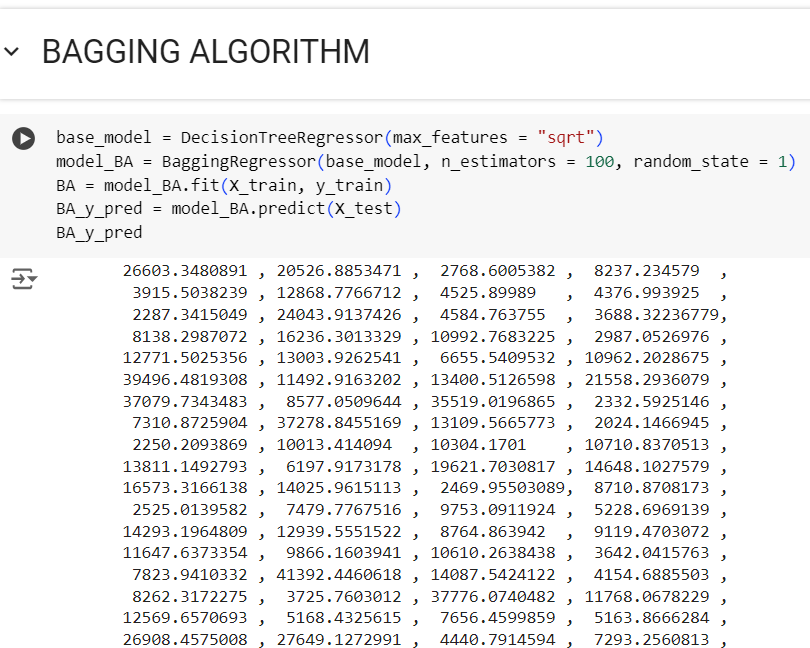 BAGGING ALGORITHM
base_model = DecisionTreeRegressor(max_features = "sqrt")
model_BA = BaggingRegressor(base_model, n_estimators = 100, random_state = 1)
BA = model_BA.fit(X_train, y_train)
BA_y_pred = model_BA.predict(X_test)
BA_y_pred
26603.3480891 , 20526.8853471 , 2768.6005382 , 8237.234579 ,
3915.5038239 , 12868.7766712 , 4525.89989 , 4376.993925 ,
2287.3415049 , 24043.9137426 , 4584.763755 , 3688.32236779,
8138.2987072 , 16236.3013329 , 10992.7683225 , 2987.0526976 ,
12771.5025356 , 13003.9262541 , 6655.5409532 , 10962.2028675 ,
39496.4819308 , 11492.9163202 , 13400.5126598 , 21558.2936079 ,
37079.7343483 , 8577.0509644 , 35519.0196865 , 2332.5925146 ,
7310.8725904 , 37278.8455169 , 13109.5665773 , 2024.1466945 ,
2250.2093869 , 10013.414094 , 10304.1701 , 10710.8370513 ,
13811.1492793 , 6197.9173178 , 19621.7030817 , 14648.1027579 ,
16573.3166138 , 14025.9615113 , 2469.95503089, 8710.8708173 ,
2525.0139582 , 7479.7767516 , 9753.0911924 , 5228.6969139 ,
14293.1964809 , 12939.5551522 , 8764.863942 , 9119.4703072 ,
11647.6373354 , 9866.1603941 , 10610.2638438 , 3642.0415763 ,
7823.9410332 , 41392.4460618 , 14087.5424122 , 4154.6885503 ,
8262.3172275 , 3725.7603012 , 37776.0740482 , 11768.0678229 ,
12569.6570693 , 5168.4325615 , 7656.4599859 , 5163.8666284 ,
26908.4575008 , 27649.1272991 , 4440.7914594 , 7293.2560813 ,